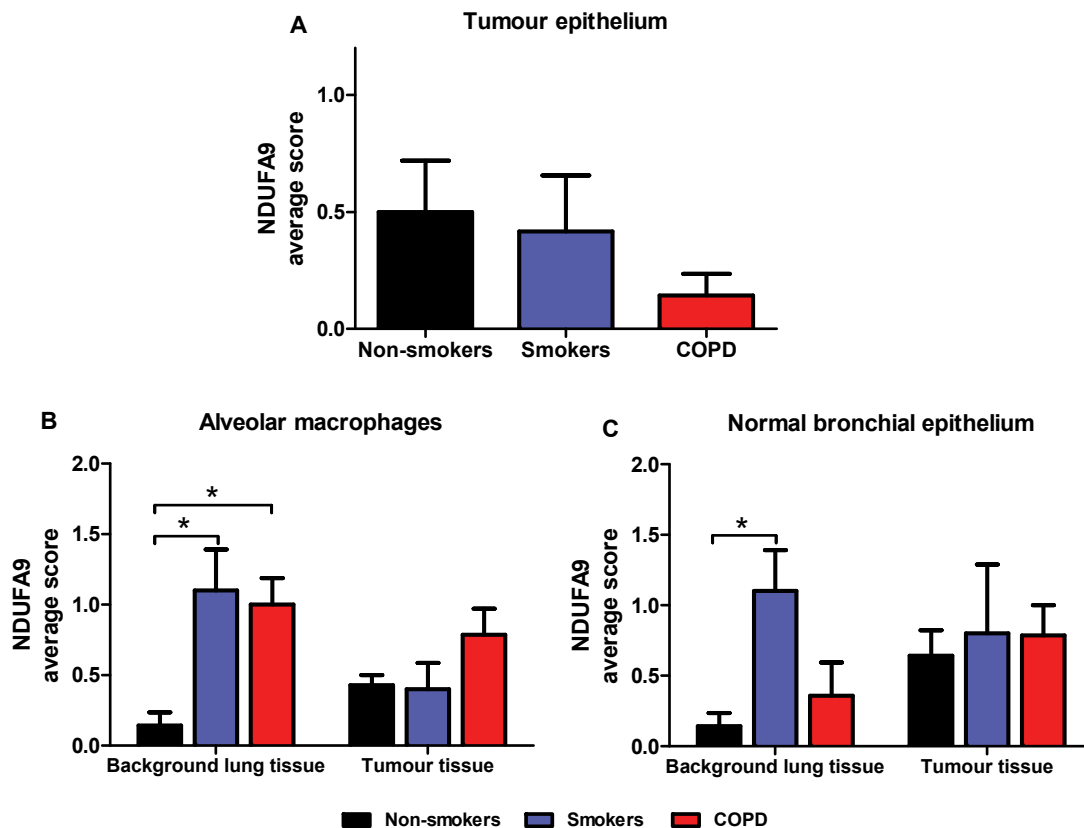 A
Tumour epithelium
NDUFA9
average score
1.0
0.5
0.0
Non-smokers Smokers COPD
B
Alveolar macrophages
NDUFA9
average score
2.0
1.5
1.0
0.5
0.0
*
*
Background lung tissue Tumour tissue
C
Normal bronchial epithelium
NDUFA9
average score
2.0
1.5
1.0
0.5
0.0
*
Background lung tissue Tumour tissue
Non-smokers Smokers COPD